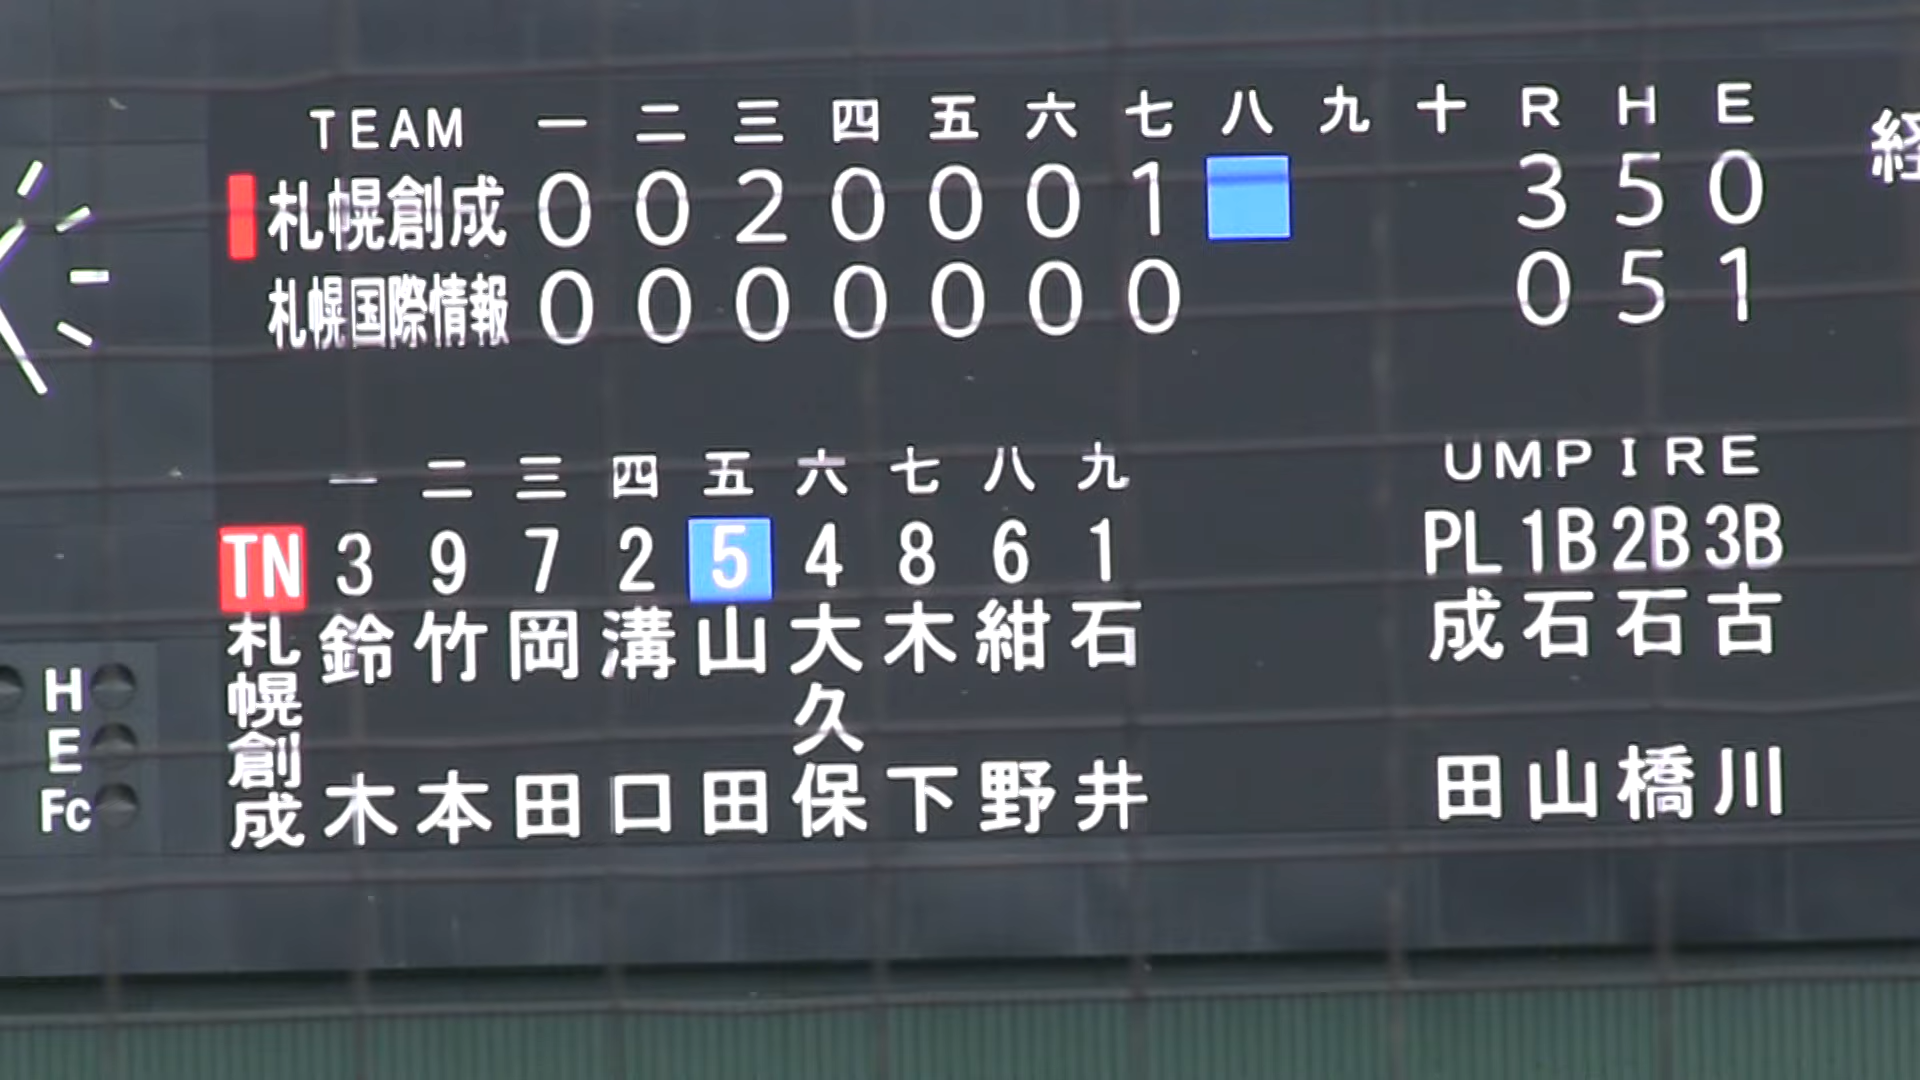 TEAM 一 二 三 四 五 六 七 八 九 十 R H E
札幌創成 0 0 2 0 0 0 1 3 5 0
札幌国際情報 0 0 0 0 0 0 0 0 5 1
経
一 二 三 四 五 六 七 八 九
TN 3 9 7 2 5 4 8 6 1
札幌創成 鈴木 竹本 岡田 溝口 山田 大久保 木下 紺野 石井
UMPIRE
PL 1B 2B 3B
成田 石山 石橋 古川
H
E
Fc